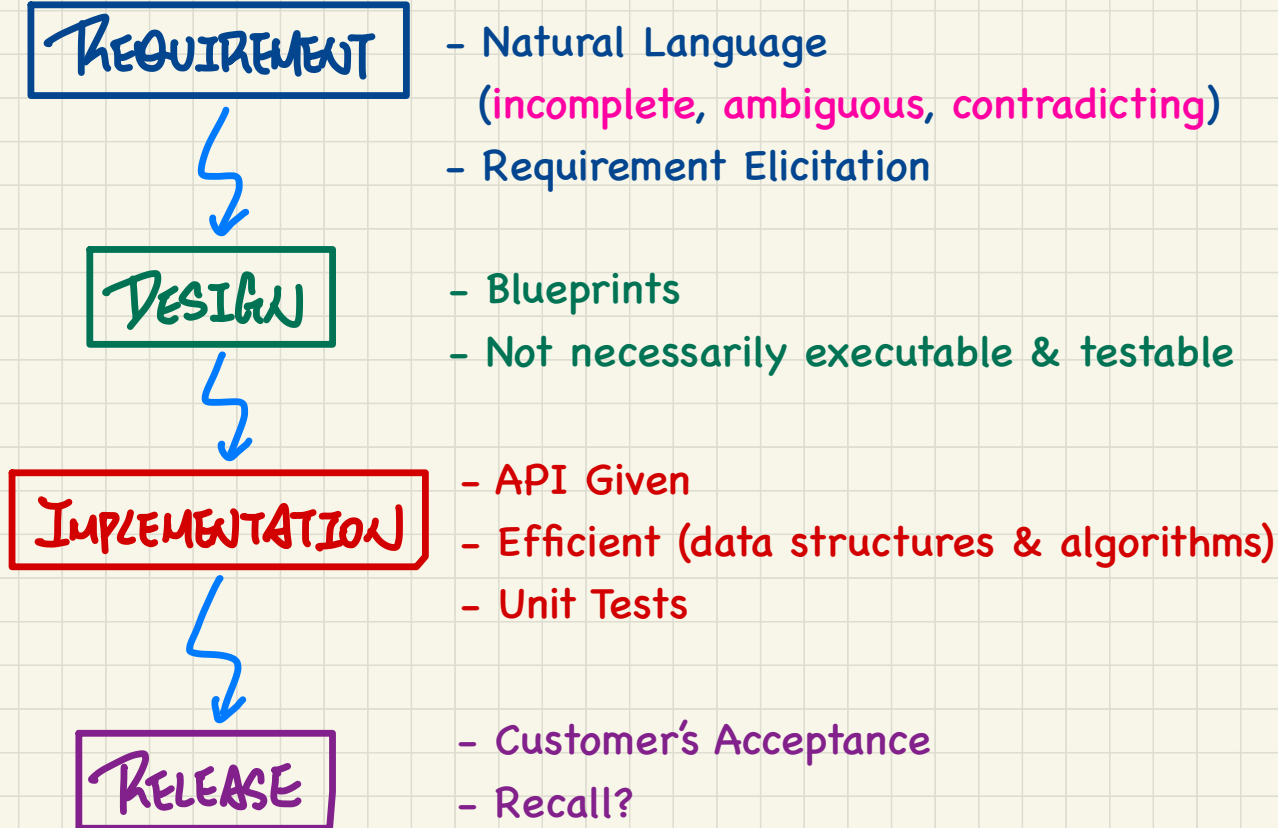 REQUIREMENT
- Natural Language
(incomplete, ambiguous, contradicting)
- Requirement Elicitation
DESIGN
- Blueprints
- Not necessarily executable & testable
IMPLEMENTATION
- API Given
- Efficient (data structures & algorithms)
- Unit Tests
RELEASE
- Customer's Acceptance
- Recall?